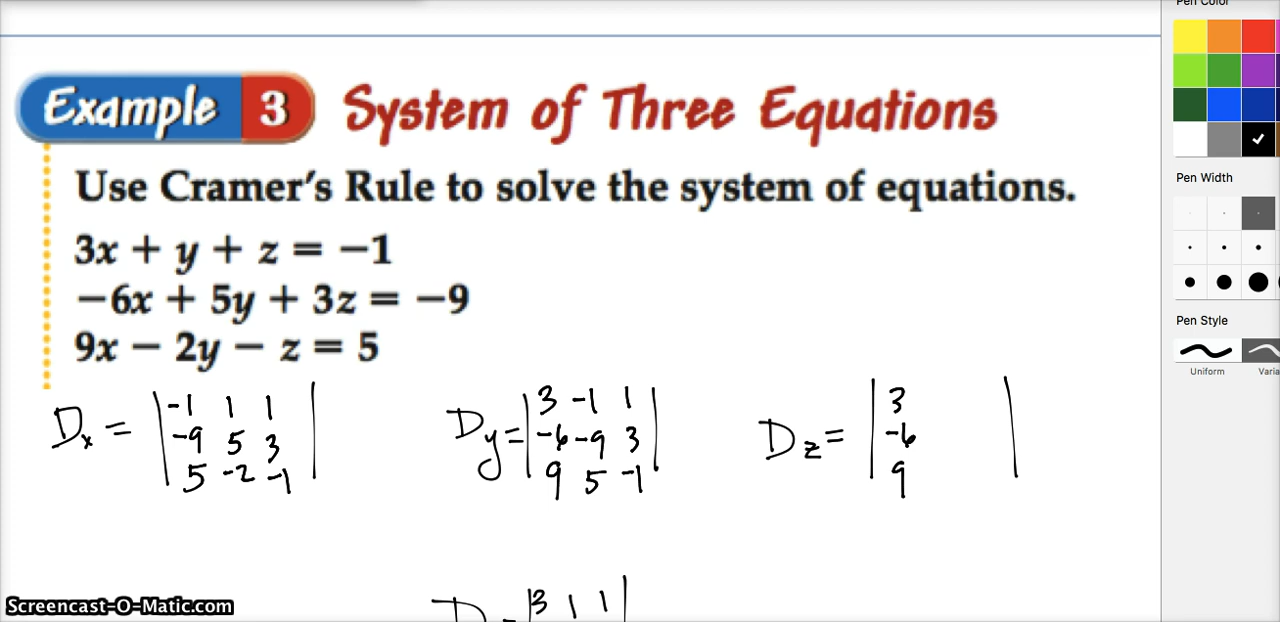 Pen Color
Example 3 System of Three Equations
Use Cramer's Rule to solve the system of equations.
3x + y + z = −1
−6x + 5y + 3z = −9
9x − 2y − z = 5
Pen Width
Pen Style
Uniform
Dx = | -1 1 1 |
| -9 5 3 |
| 5 -2 -1 |
Dy = | 3 -1 1 |
| -6 -9 3 |
| 9 5 -1 |
Dz = | 3 |
| -6 |
| 9 |
D = | 3 1 1 |
Screencast-O-Matic.com